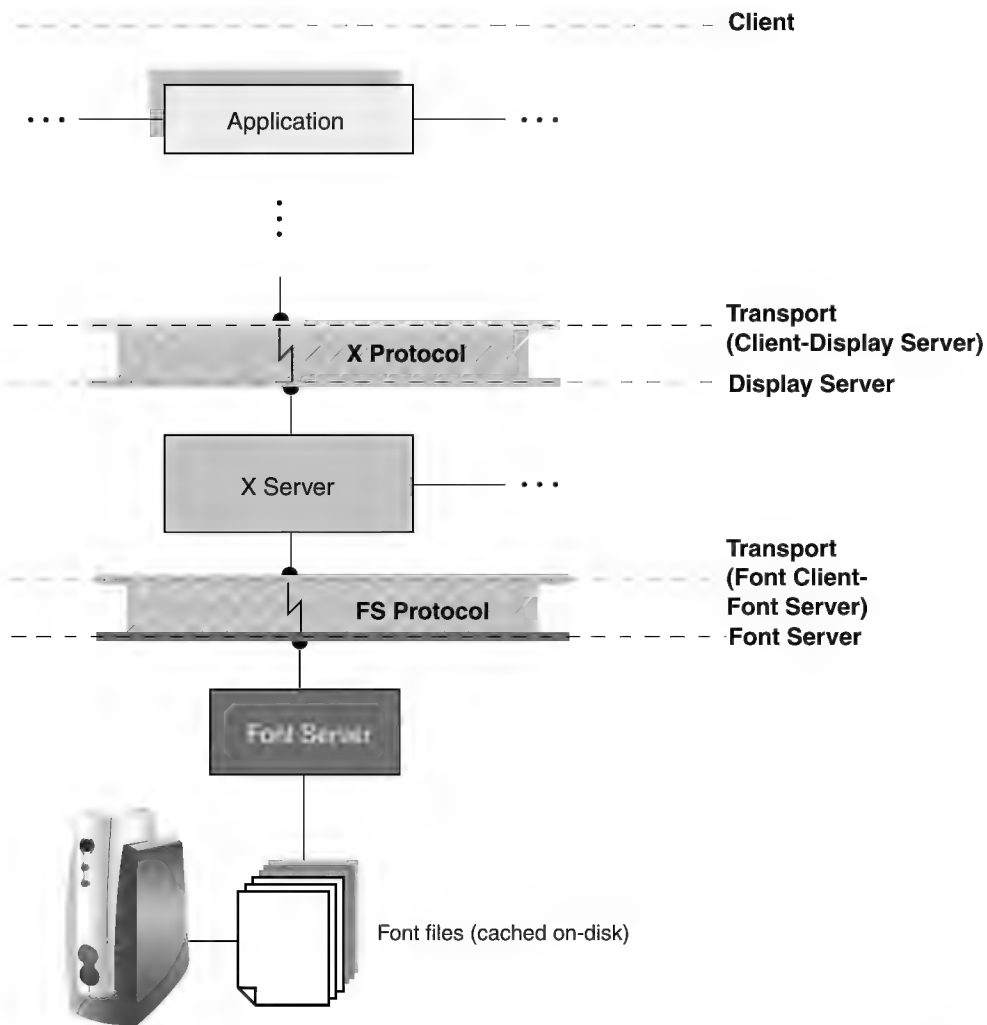 Client
Application
Transport
(Client-Display Server)
X Protocol
Display Server
X Server
Transport
(Font Client-
Font Server)
FS Protocol
Font Server
Font Server
Font files (cached on-disk)